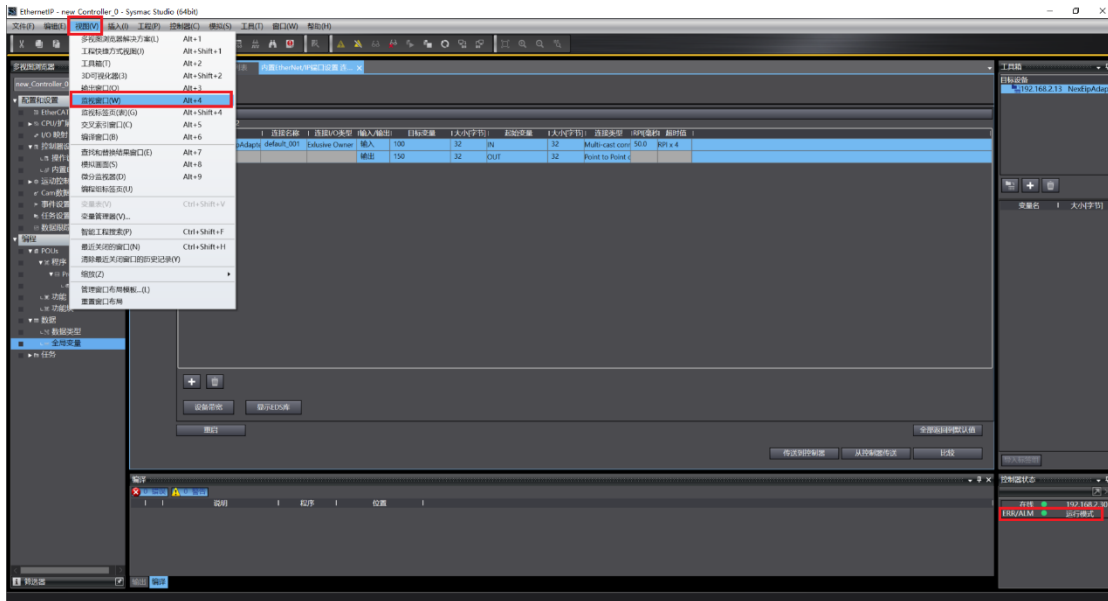 EthernetIP - new Controller_0 - Sysmac Studio (64bit)
文件(F) 编辑(E) 视图(V) 插入(I) 工程(P) 控制器(C) 模拟(S) 工具(T) 窗口(W) 帮助(H)
多视图浏览器解决方案(L) Alt+1
工程快捷方式视图(I) Alt+Shift+1
工具箱(T) Alt+2
3D可视化器(3) Alt+Shift+2
输出窗口(O) Alt+3
监视窗口(W) Alt+4
监视标签页(表)(G) Alt+Shift+4
交叉索引窗口(C) Alt+5
编译窗口(B) Alt+6
查找和替换结果窗口(E) Alt+7
模拟画面(S) Alt+8
微分监视器(D) Alt+9
编程组标签页(U)
变量表(V) Ctrl+Shift+V
变量管理器(V)...
智能工程搜索(P) Ctrl+Shift+F
最近关闭的窗口(N) Ctrl+Shift+H
清除最近关闭窗口的历史记录(Y)
缩放(Z)
管理窗口布局模板...(L)
重置窗口布局
多视图浏览器
new_Controller_0
配置和设置
EtherCAT
CPU/扩展
I/O 映射
控制器设
操作设
内置E
运动控制
Cam数据
事件设置
任务设置
数据跟踪
编程
POUs
程序
功能
功能块
数据
数据类型
全局变量
任务
筛选器
内置EtherNet/IP端口设置 连...
连接名称 连接I/O类型 输入/输出 目标变量 大小[字节] 起始变量 大小[字节] 连接类型 RPI[毫秒] 超时值
default_001 Exlusive Owner 输入 100 32 IN 32 Multi-cast conn 50.0 RPI x 4
输出 150 32 OUT 32 Point to Point c
设备带宽 显示EDS库
重启 全部返回到默认值
传送到控制器 从控制器传送 比较
编译
说明 程序 位置
输出 编译
工具箱
目标设备
192.168.2.13 NexEipAdap
变量名 大小[字节]
控制器状态
在线 192.168.2.30
ERR/ALM 运行模式